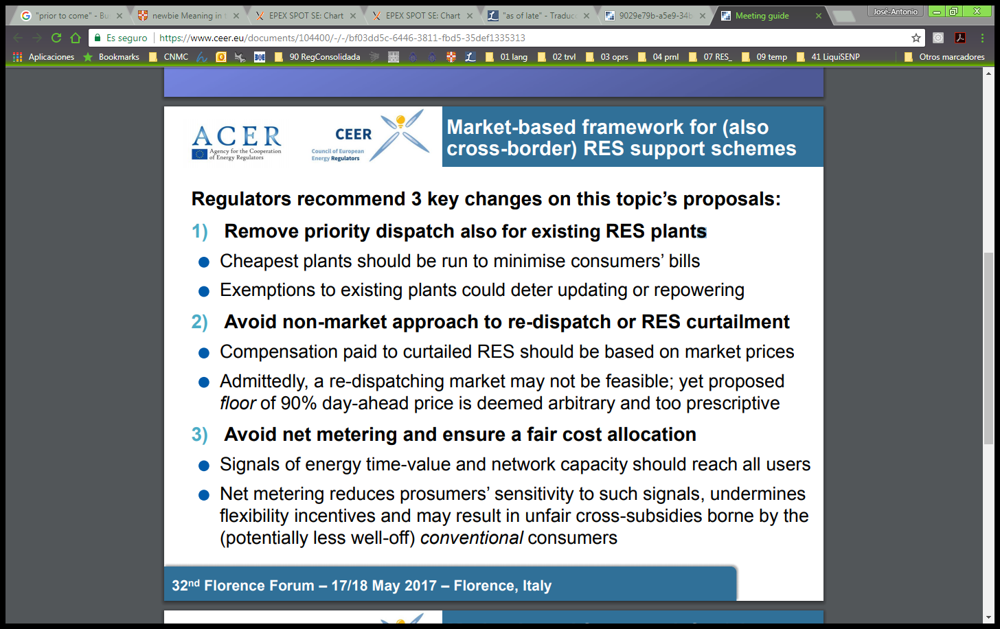 "prior to come" - Bu
newbie Meaning in t
EPEX SPOT SE: Chart
EPEX SPOT SE: Chart
"as of late" - Traduc
9029e79b-a5e9-34b
Meeting guide
José-Antonio
Es seguro
https://www.ceer.eu/documents/104400/-/-/bf03dd5c-6446-3811-fbd5-35def1335313
Aplicaciones
Bookmarks
CNMC
90 RegConsolidada
01 lang
02 trvl
03 oprs
04 prnl
07 RES_
09 temp
41 LiquiSENP
Otros marcadores
ACER
Agency for the Cooperation
of Energy Regulators
CEER
Council of European
Energy Regulators
Market-based framework for (also
cross-border) RES support schemes
Regulators recommend 3 key changes on this topic’s proposals:
1) Remove priority dispatch also for existing RES plants
● Cheapest plants should be run to minimise consumers’ bills
● Exemptions to existing plants could deter updating or repowering
2) Avoid non-market approach to re-dispatch or RES curtailment
● Compensation paid to curtailed RES should be based on market prices
● Admittedly, a re-dispatching market may not be feasible; yet proposed
floor of 90% day-ahead price is deemed arbitrary and too prescriptive
3) Avoid net metering and ensure a fair cost allocation
● Signals of energy time-value and network capacity should reach all users
● Net metering reduces prosumers’ sensitivity to such signals, undermines
flexibility incentives and may result in unfair cross-subsidies borne by the
(potentially less well-off) conventional consumers
32nd Florence Forum – 17/18 May 2017 – Florence, Italy